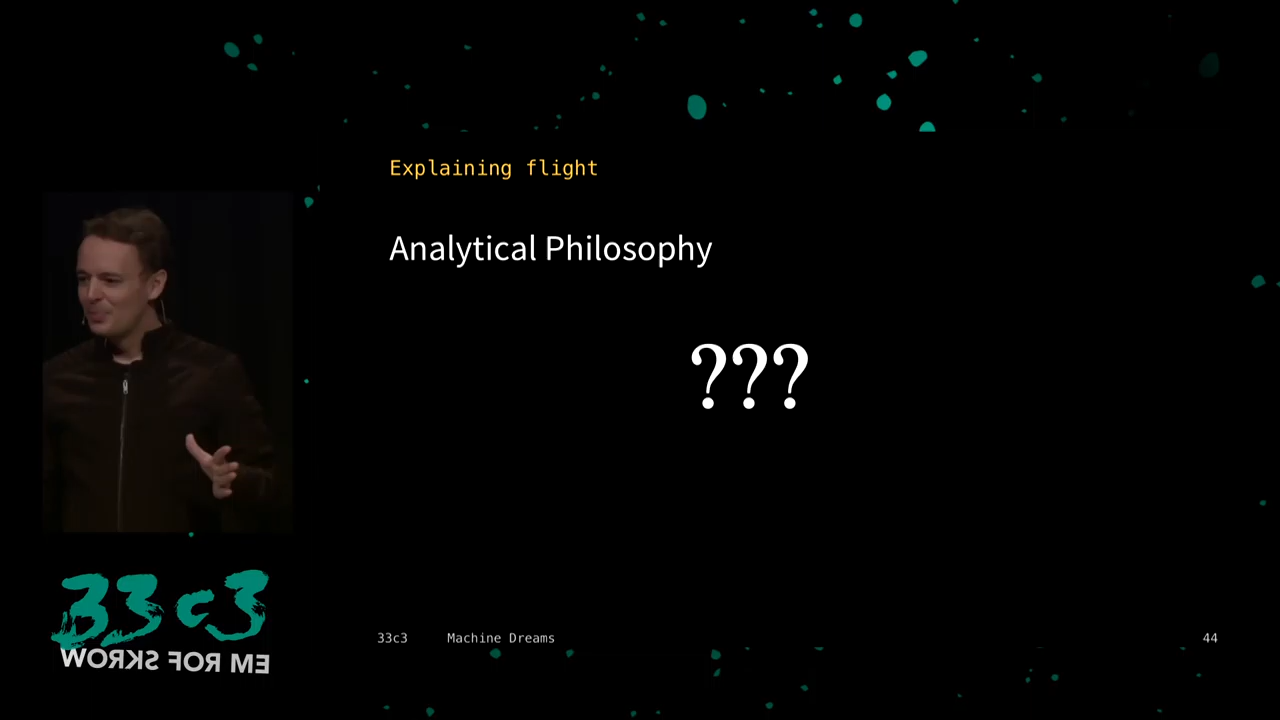 Explaining flight
Analytical Philosophy
???
33c3
WORKS FOR ME
33c3 Machine Dreams 44